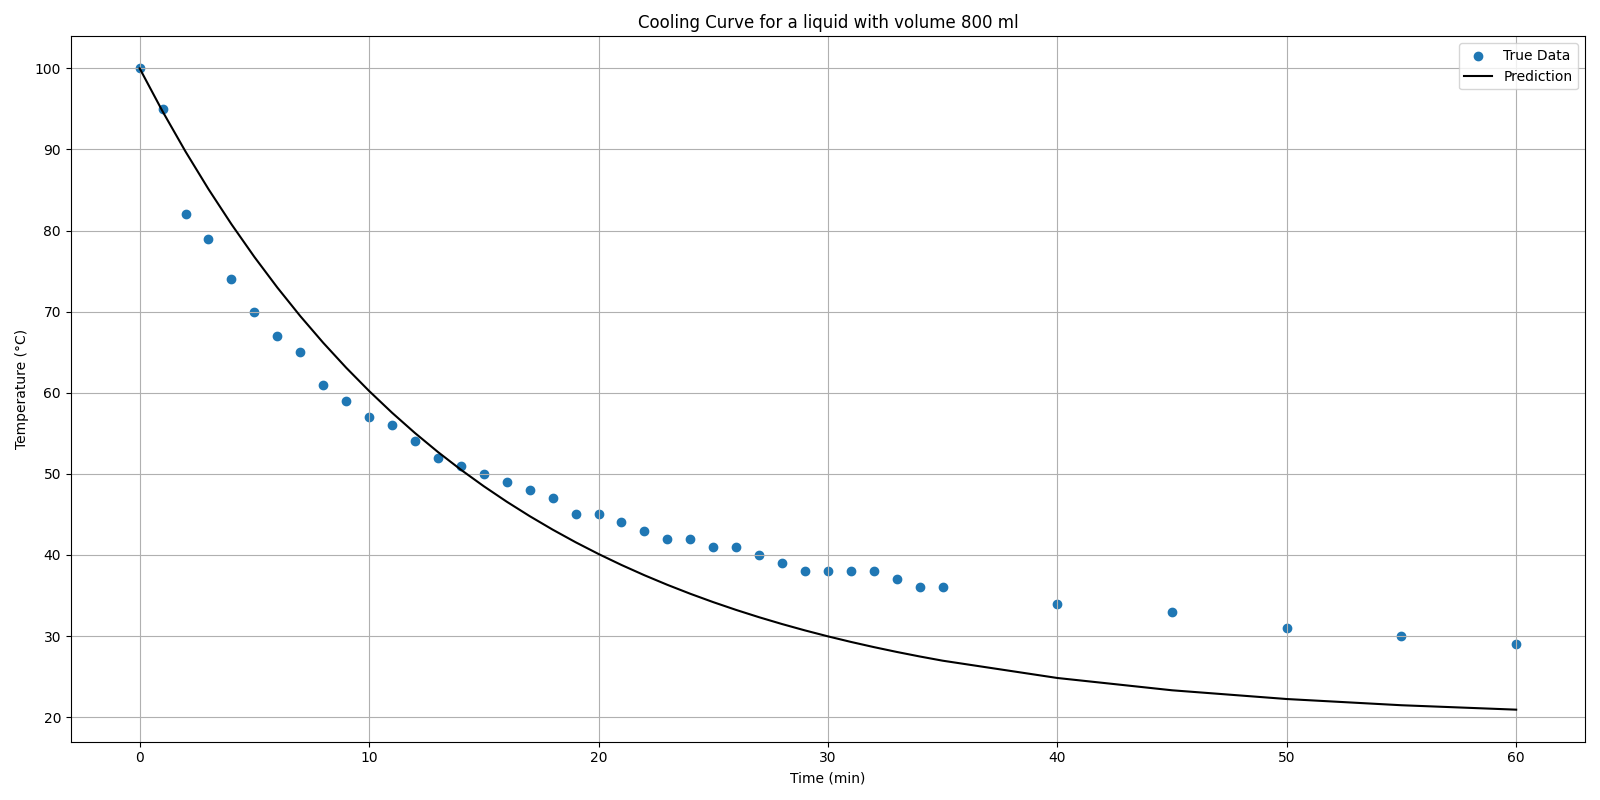 Cooling Curve for a liquid with volume 800 ml
True Data
Prediction
Temperature (°C)
100
90
80
70
60
50
40
30
20
0 10 20 30 40 50 60
Time (min)